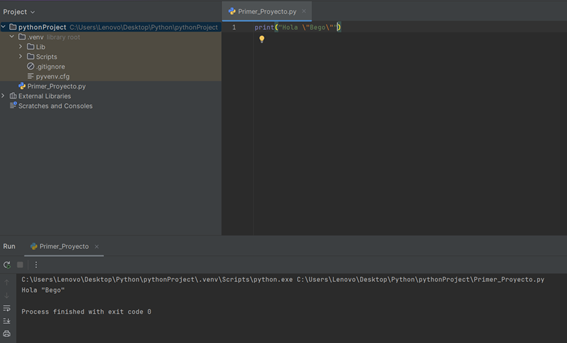 Project
Primer_Proyecto.py
pythonProject C:\Users\Lenovo\Desktop\Python\pythonProject
.venv library root
Lib
Scripts
.gitignore
pyvenv.cfg
Primer_Proyecto.py
External Libraries
Scratches and Consoles
1 print("Hola \"Bego\"")
Run Primer_Proyecto
C:\Users\Lenovo\Desktop\Python\pythonProject\.venv\Scripts\python.exe C:\Users\Lenovo\Desktop\Python\pythonProject\Primer_Proyecto.py
Hola "Bego"
Process finished with exit code 0